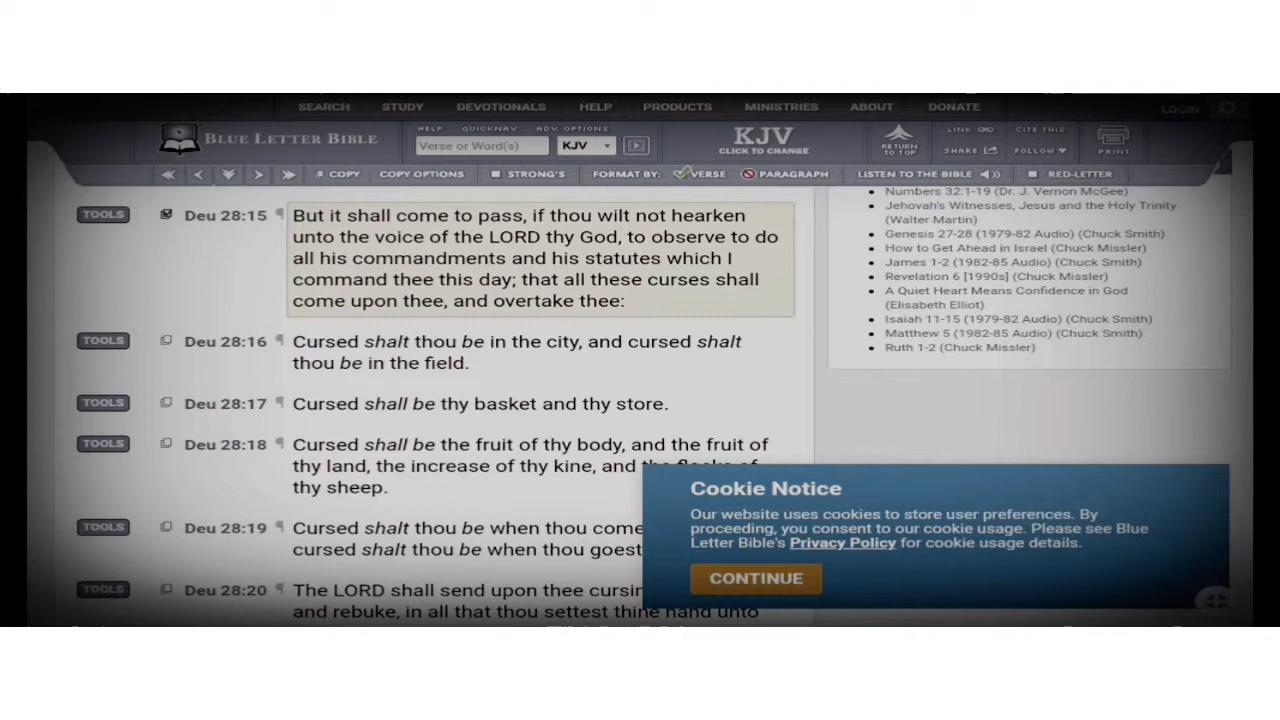 SEARCH STUDY DEVOTIONALS HELP PRODUCTS MINISTRIES ABOUT DONATE LOGIN
BLUE LETTER BIBLE
HELP QUICKNAV ADV OPTIONS
Verse or Word(s) KJV
KJV
CLICK TO CHANGE
RETURN
TO TOP
LINK CITE THIS
SHARE FOLLOW PRINT
COPY COPY OPTIONS STRONG'S FORMAT BY: VERSE PARAGRAPH LISTEN TO THE BIBLE RED-LETTER
TOOLS Deu 28:15 ¶ But it shall come to pass, if thou wilt not hearken
unto the voice of the LORD thy God, to observe to do
all his commandments and his statutes which I
command thee this day; that all these curses shall
come upon thee, and overtake thee:
TOOLS Deu 28:16 ¶ Cursed shalt thou be in the city, and cursed shalt
thou be in the field.
TOOLS Deu 28:17 ¶ Cursed shall be thy basket and thy store.
TOOLS Deu 28:18 ¶ Cursed shall be the fruit of thy body, and the fruit of
thy land, the increase of thy kine, and
thy sheep.
TOOLS Deu 28:19 ¶ Cursed shalt thou be when thou come
cursed shalt thou be when thou goest
TOOLS Deu 28:20 ¶ The LORD shall send upon thee cursin
and rebuke, in all that thou settest thine hand unto
Numbers 32:1-19 (Dr. J. Vernon McGee)
Jehovah's Witnesses, Jesus and the Holy Trinity
(Walter Martin)
Genesis 27-28 (1979-82 Audio) (Chuck Smith)
How to Get Ahead in Israel (Chuck Missler)
James 1-2 (1982-85 Audio) (Chuck Smith)
Revelation 6 [1990s] (Chuck Missler)
A Quiet Heart Means Confidence in God
(Elisabeth Elliot)
Isaiah 11-15 (1979-82 Audio) (Chuck Smith)
Matthew 5 (1982-85 Audio) (Chuck Smith)
Ruth 1-2 (Chuck Missler)
Cookie Notice
Our website uses cookies to store user preferences. By
proceeding, you consent to our cookie usage. Please see Blue
Letter Bible's Privacy Policy for cookie usage details.
CONTINUE